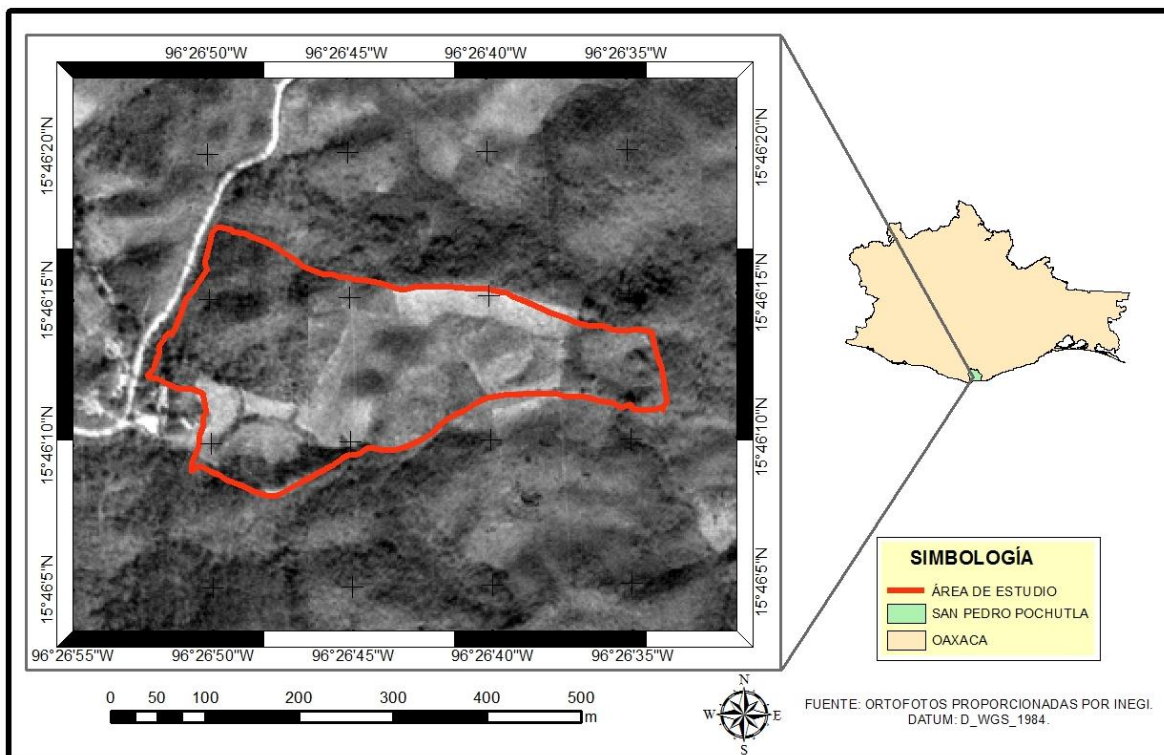 96°26'50"W 96°26'45"W 96°26'40"W 96°26'35"W
15°46'20"N
15°46'20"N
15°46'15"N
15°46'15"N
15°46'10"N
15°46'10"N
15°46'5"N
15°46'5"N
96°26'55"W 96°26'50"W 96°26'45"W 96°26'40"W 96°26'35"W
0 50 100 200 300 400 500
m
N
W E
S
SIMBOLOGÍA
ÁREA DE ESTUDIO
SAN PEDRO POCHUTLA
OAXACA
FUENTE: ORTOFOTOS PROPORCIONADAS POR INEGI.
DATUM: D_WGS_1984.